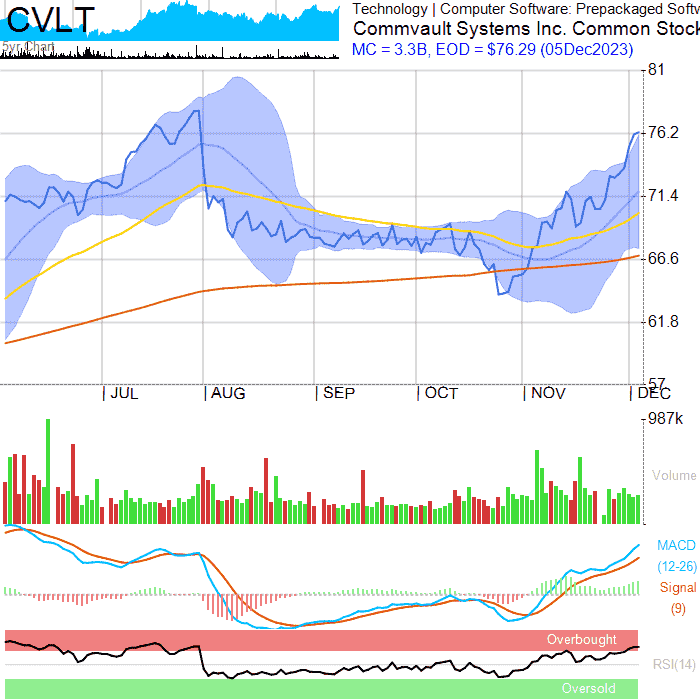 CVLT
5yr Chart
Technology | Computer Software: Prepackaged Softw
Commvault Systems Inc. Common Stock
MC = 3.3B, EOD = $76.29 (05Dec2023)
81
76.2
71.4
66.6
61.8
57
JUL
AUG
SEP
OCT
NOV
DEC
987k
Volume
MACD
(12-26)
Signal
(9)
Overbought
RSI(14)
Oversold